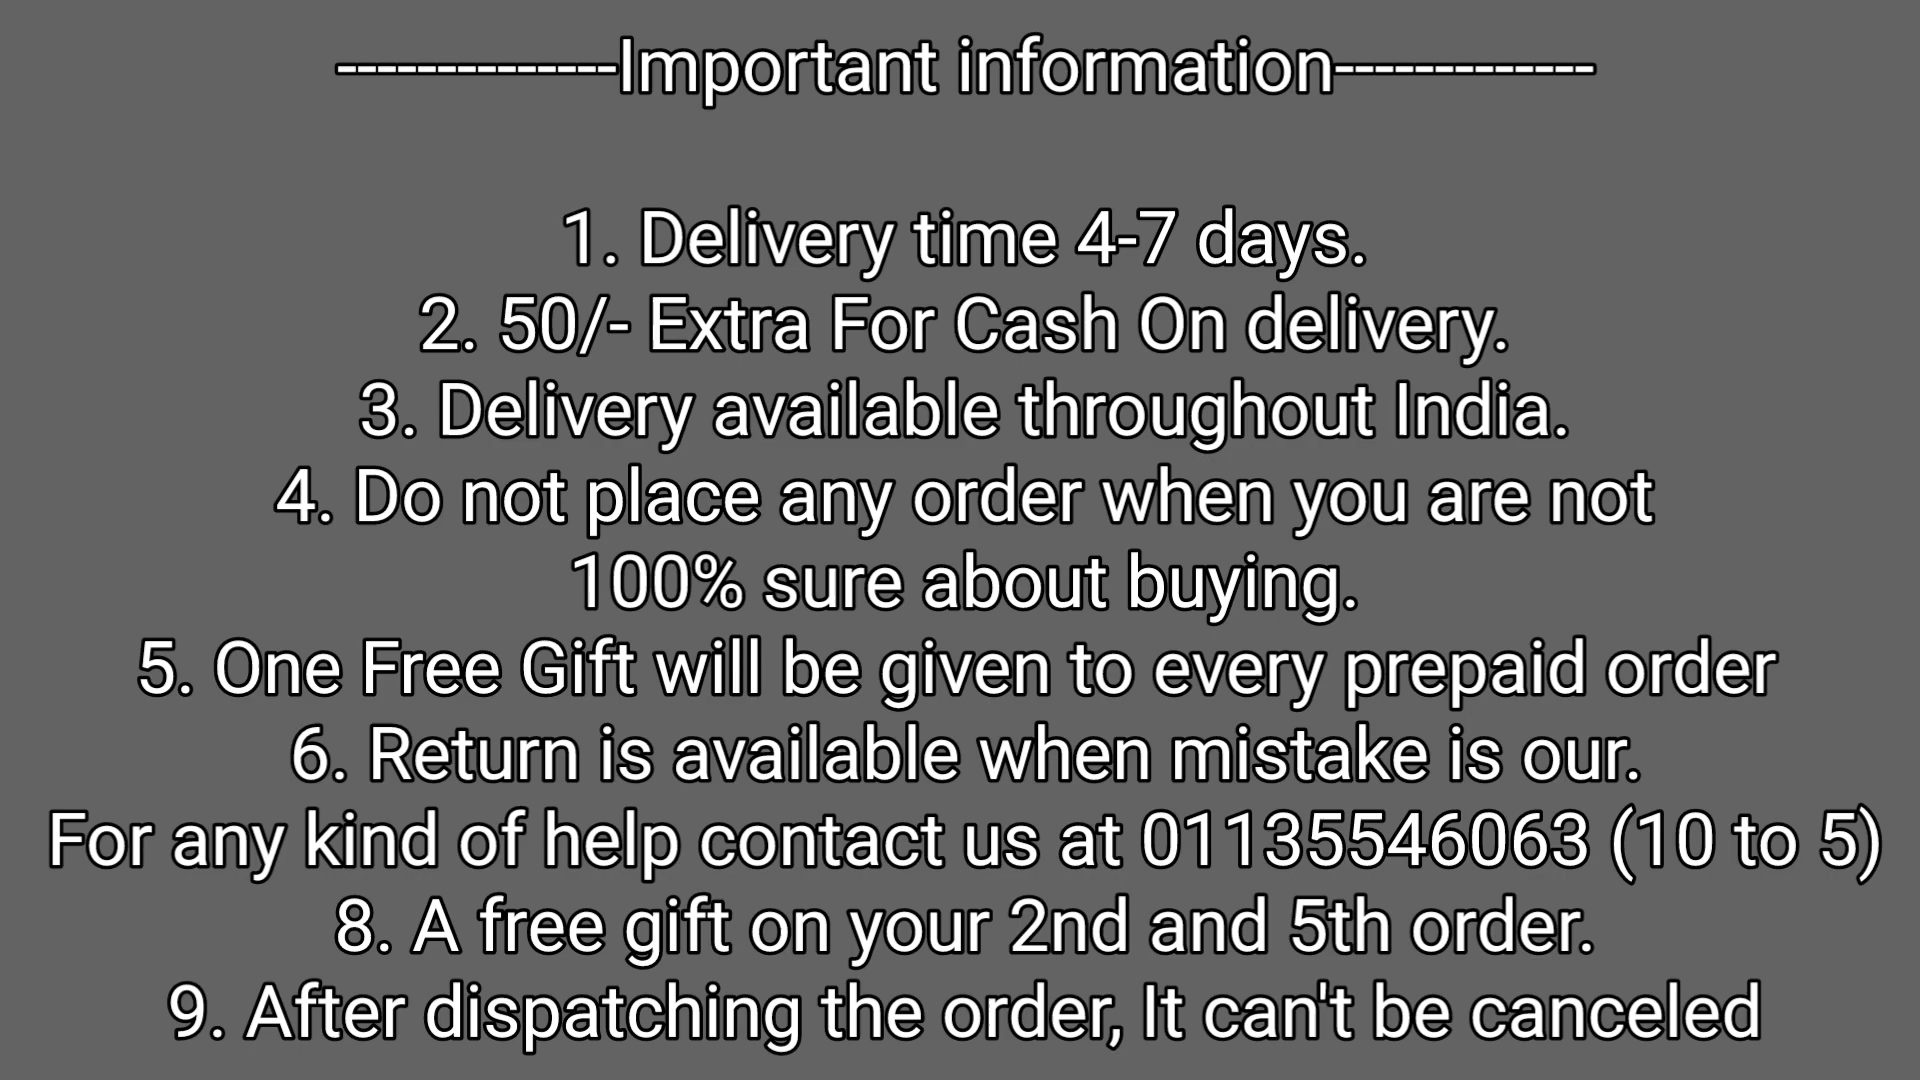 --------------Important information-------------
1. Delivery time 4-7 days.
2. 50/- Extra For Cash On delivery.
3. Delivery available throughout India.
4. Do not place any order when you are not
100% sure about buying.
5. One Free Gift will be given to every prepaid order
6. Return is available when mistake is our.
For any kind of help contact us at 01135546063 (10 to 5)
8. A free gift on your 2nd and 5th order.
9. After dispatching the order, It can't be canceled